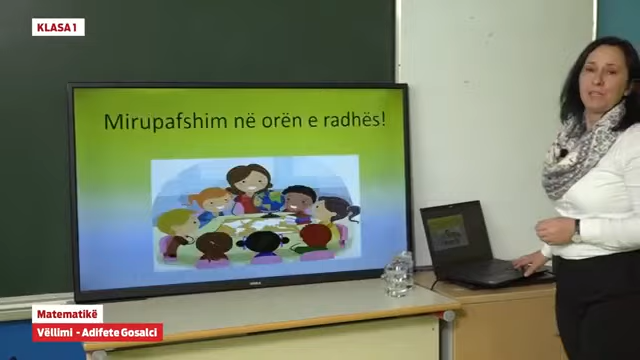 KLASA 1
Mirupafshim në orën e radhës!
Matematikë
Vëllimi - Adifete Gosalci